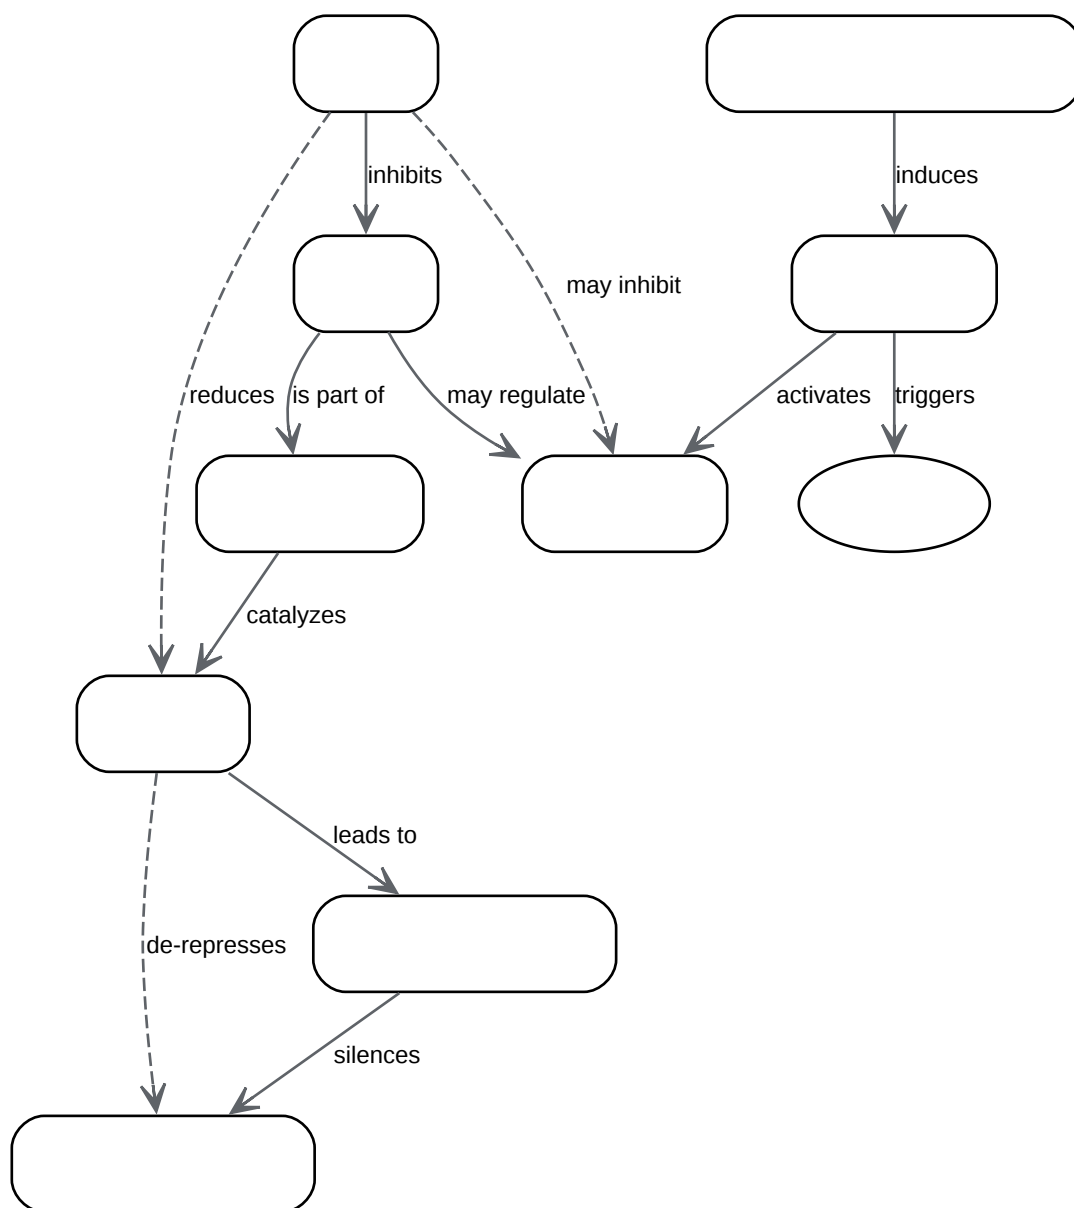 inhibits
induces
may inhibit
reduces
is part of
may regulate
activates
triggers
catalyzes
leads to
de-represses
silences